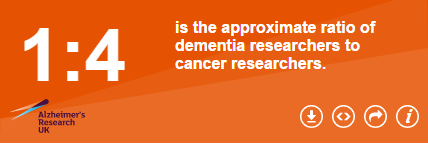 1:4
is the approximate ratio of
dementia researchers to
cancer researchers.
Alzheimer's
Research
UK